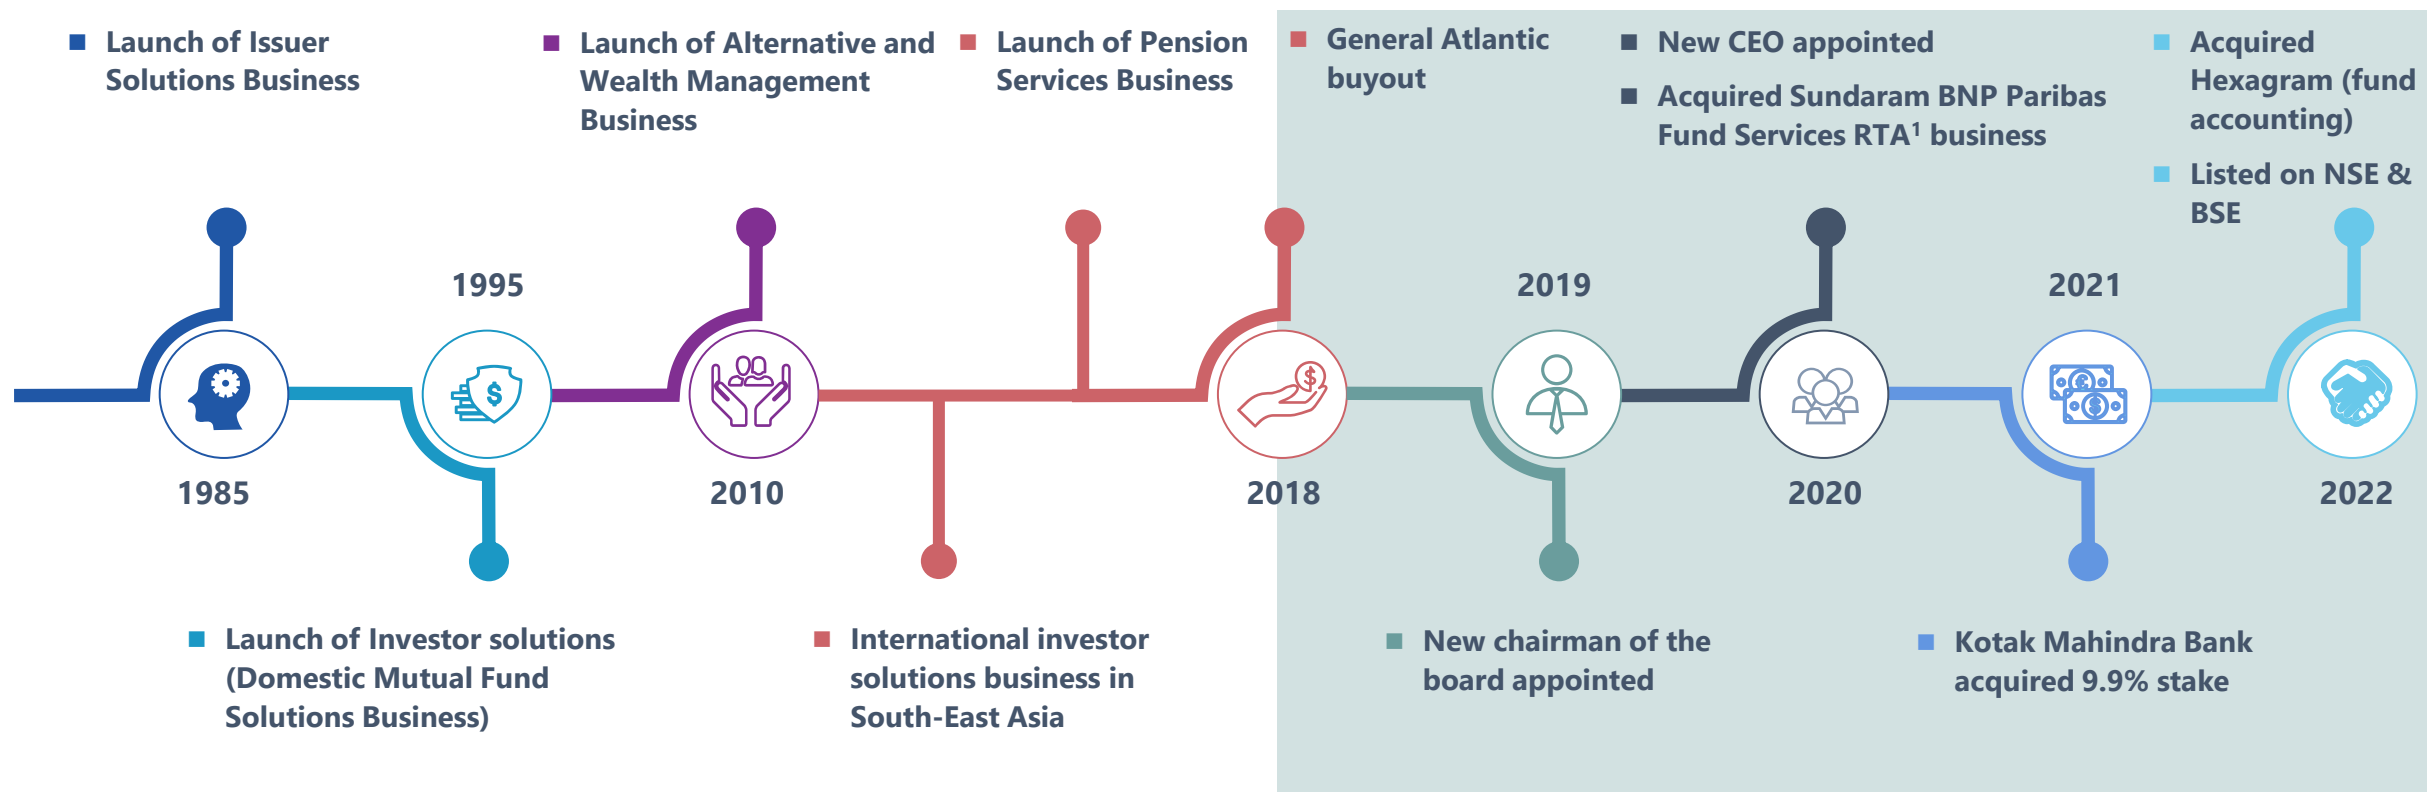 Launch of Issuer
Solutions Business
Launch of Alternative and
Wealth Management
Business
Launch of Pension
Services Business
General Atlantic
buyout
New CEO appointed
Acquired Sundaram BNP Paribas
Fund Services RTA¹ business
Acquired
Hexagram (fund
accounting)
Listed on NSE &
BSE
1995
2019
2021
1985
2010
2018
2020
2022
Launch of Investor solutions
(Domestic Mutual Fund
Solutions Business)
International investor
solutions business in
South-East Asia
New chairman of the
board appointed
Kotak Mahindra Bank
acquired 9.9% stake